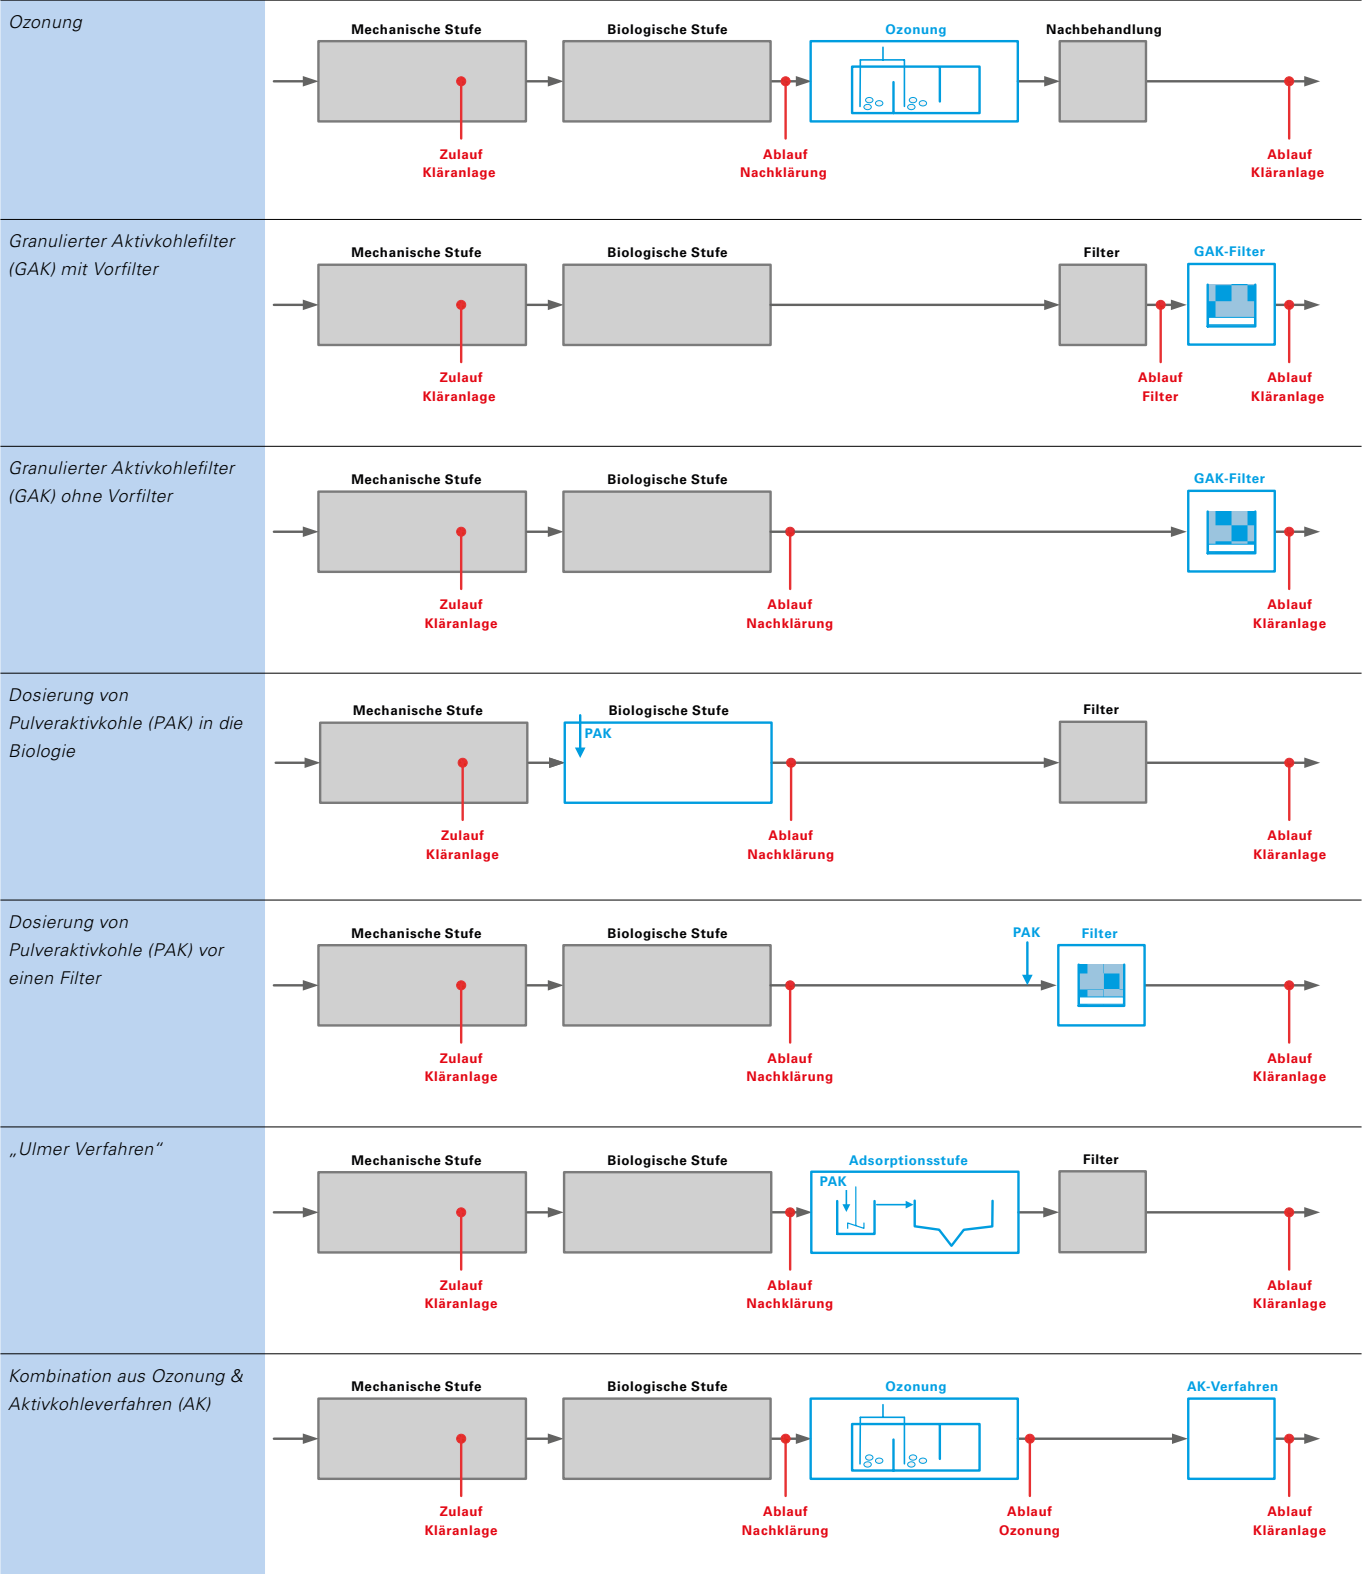 Ozonung
Mechanische Stufe
Biologische Stufe
Ozonung
Nachbehandlung
Zulauf
Kläranlage
Ablauf
Nachklärung
Ablauf
Kläranlage
Granulierter Aktivkohlefilter
(GAK) mit Vorfilter
Mechanische Stufe
Biologische Stufe
Filter
GAK-Filter
Zulauf
Kläranlage
Ablauf
Filter
Ablauf
Kläranlage
Granulierter Aktivkohlefilter
(GAK) ohne Vorfilter
Mechanische Stufe
Biologische Stufe
GAK-Filter
Zulauf
Kläranlage
Ablauf
Nachklärung
Ablauf
Kläranlage
Dosierung von
Pulveraktivkohle (PAK) in die
Biologie
Mechanische Stufe
Biologische Stufe
Filter
PAK
Zulauf
Kläranlage
Ablauf
Nachklärung
Ablauf
Kläranlage
Dosierung von
Pulveraktivkohle (PAK) vor
einen Filter
Mechanische Stufe
Biologische Stufe
PAK
Filter
Zulauf
Kläranlage
Ablauf
Nachklärung
Ablauf
Kläranlage
„Ulmer Verfahren“
Mechanische Stufe
Biologische Stufe
Adsorptionsstufe
Filter
PAK
Zulauf
Kläranlage
Ablauf
Nachklärung
Ablauf
Kläranlage
Kombination aus Ozonung &
Aktivkohleverfahren (AK)
Mechanische Stufe
Biologische Stufe
Ozonung
AK-Verfahren
Zulauf
Kläranlage
Ablauf
Nachklärung
Ablauf
Ozonung
Ablauf
Kläranlage